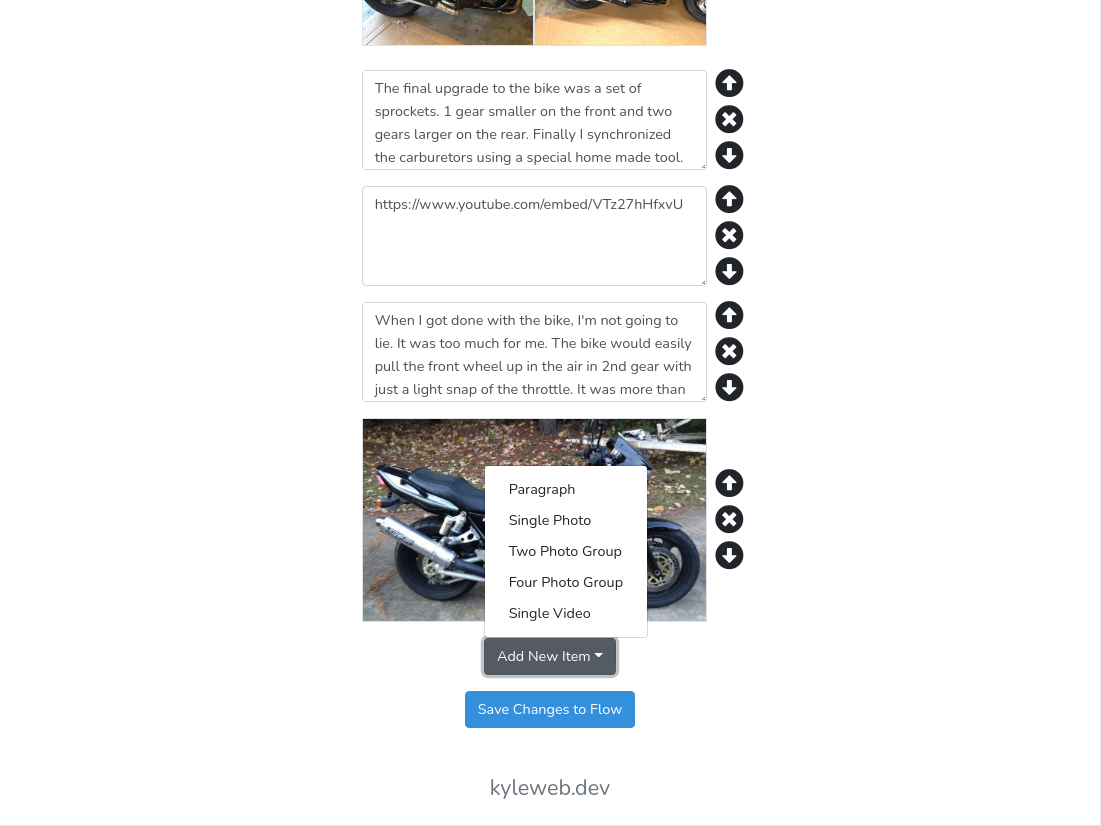 The final upgrade to the bike was a set of
sprockets. 1 gear smaller on the front and two
gears larger on the rear. Finally I synchronized
the carburetors using a special home made tool.
https://www.youtube.com/embed/VTz27hHfxvU
When I got done with the bike, I'm not going to
lie. It was too much for me. The bike would easily
pull the front wheel up in the air in 2nd gear with
just a light snap of the throttle. It was more than
Paragraph
Single Photo
Two Photo Group
Four Photo Group
Single Video
Add New Item
Save Changes to Flow
kyleweb.dev